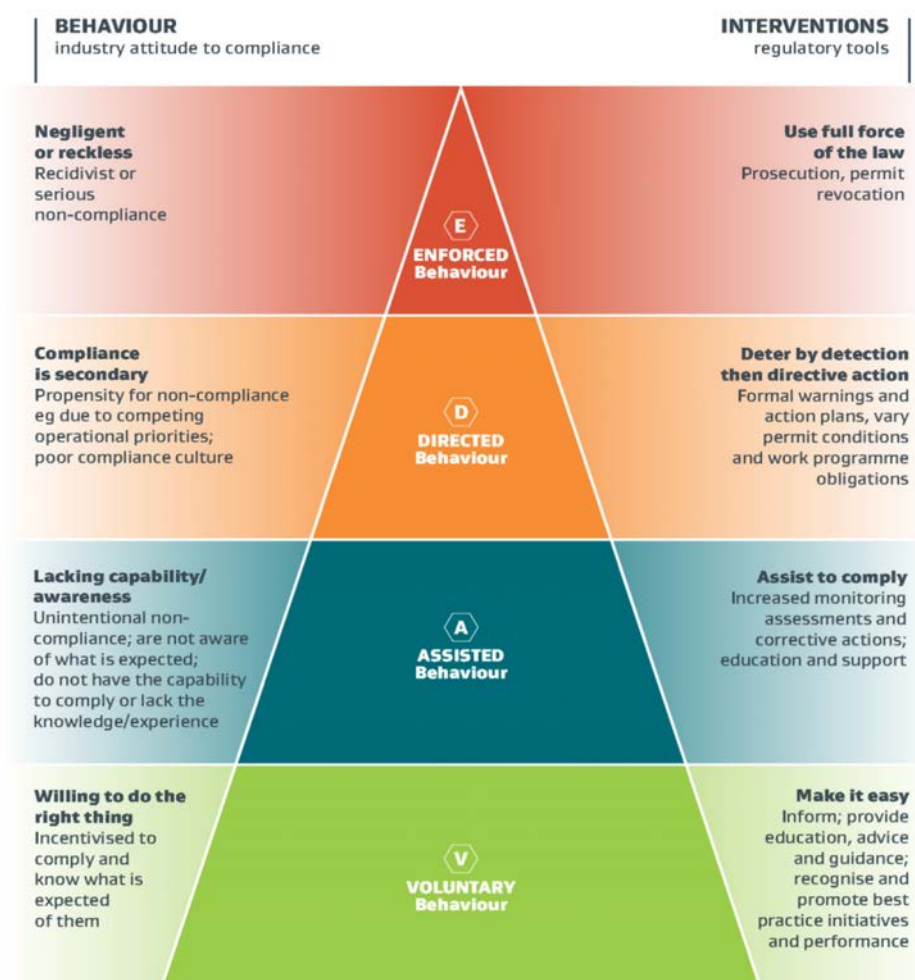 BEHAVIOUR
industry attitude to compliance
INTERVENTIONS
regulatory tools
Negligent
or reckless
Recidivist or
serious
non-compliance
E
ENFORCED
Behaviour
Use full force
of the law
Prosecution, permit
revocation
Compliance
is secondary
Propensity for non-compliance
eg due to competing
operational priorities;
poor compliance culture
D
DIRECTED
Behaviour
Deter by detection
then directive action
Formal warnings and
action plans, vary
permit conditions
and work programme
obligations
Lacking capability/
awareness
Unintentional non-
compliance; are not aware
of what is expected;
do not have the capability
to comply or lack the
knowledge/experience
A
ASSISTED
Behaviour
Assist to comply
Increased monitoring
assessments and
corrective actions;
education and support
Willing to do the
right thing
Incentivised to
comply and
know what is
expected
of them
V
VOLUNTARY
Behaviour
Make it easy
Inform; provide
education, advice
and guidance;
recognise and
promote best
practice initiatives
and performance